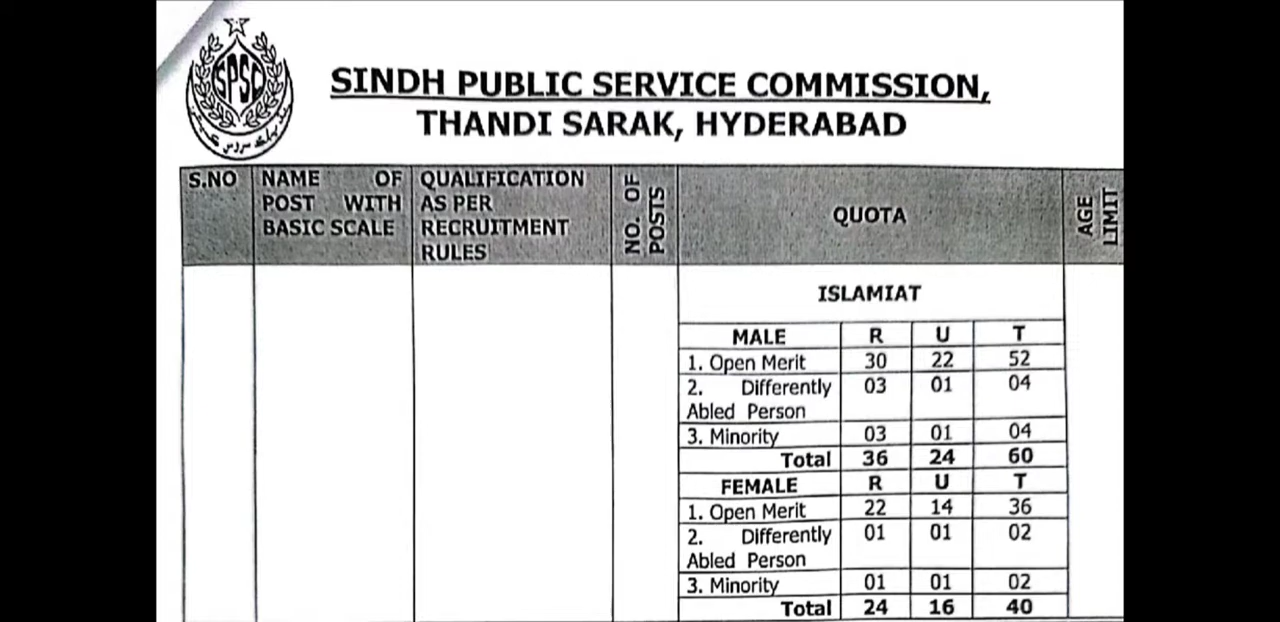 SPSC
SINDH PUBLIC SERVICE COMMISSION,
THANDI SARAK, HYDERABAD
S.NO
NAME OF
POST WITH
BASIC SCALE
QUALIFICATION
AS PER
RECRUITMENT
RULES
NO. OF
POSTS
QUOTA
AGE
LIMIT
ISLAMIAT
MALE R U T
1. Open Merit 30 22 52
2. Differently 03 01 04
Abled Person
3. Minority 03 01 04
Total 36 24 60
FEMALE R U T
1. Open Merit 22 14 36
2. Differently 01 01 02
Abled Person
3. Minority 01 01 02
Total 24 16 40